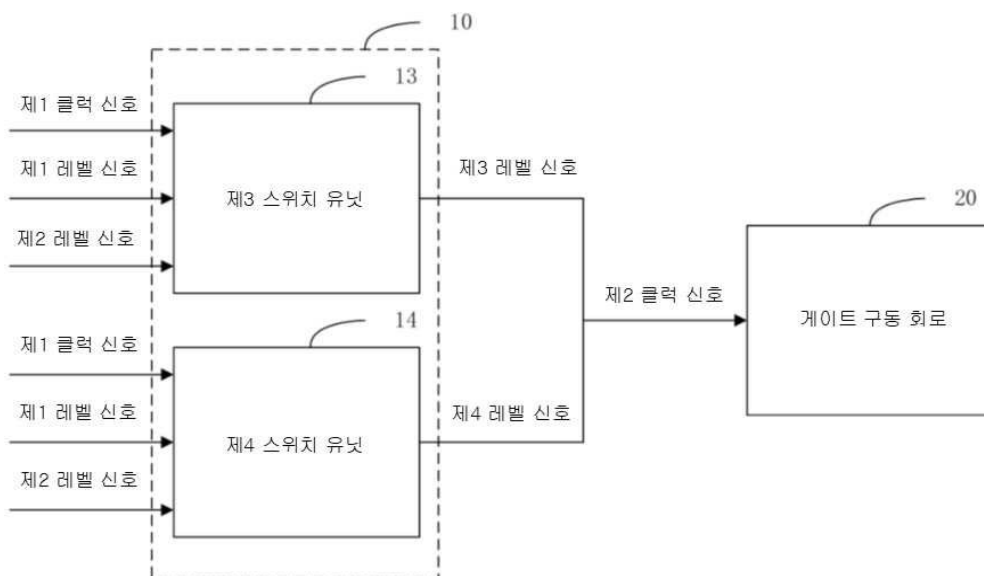 10
13
제1 클럭 신호
제1 레벨 신호
제2 레벨 신호
제3 스위치 유닛
제3 레벨 신호
20
제2 클럭 신호
게이트 구동 회로
14
제1 클럭 신호
제1 레벨 신호
제2 레벨 신호
제4 스위치 유닛
제4 레벨 신호